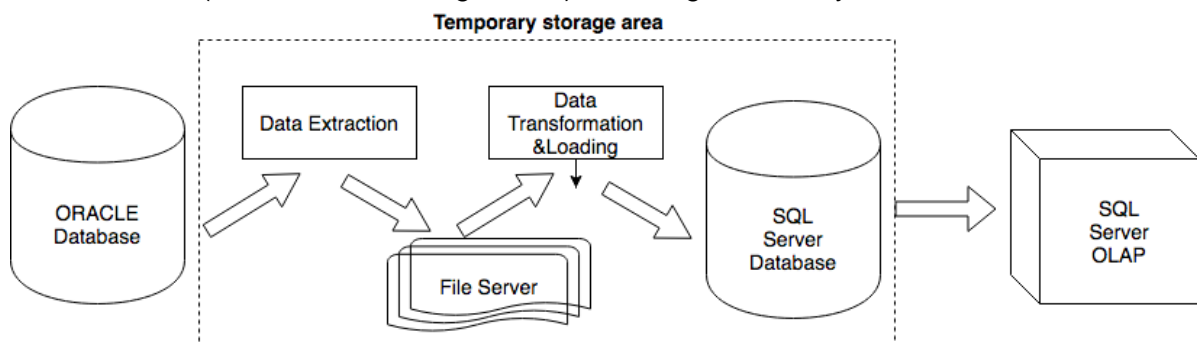 Temporary storage area
ORACLE
Database
Data Extraction
File Server
Data
Transformation
&Loading
SQL
Server
Database
SQL
Server
OLAP